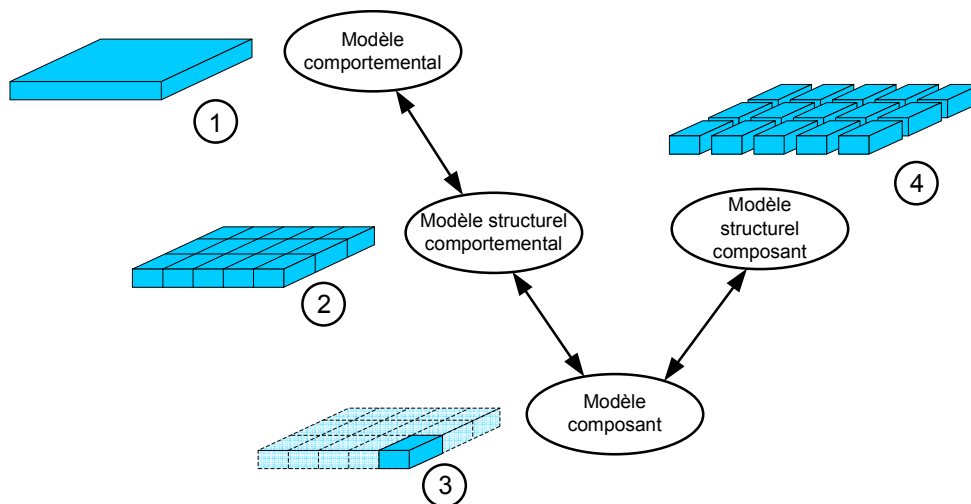 Modèle
comportemental
1
4
Modèle structurel
comportemental
Modèle
structurel
composant
2
Modèle
composant
3